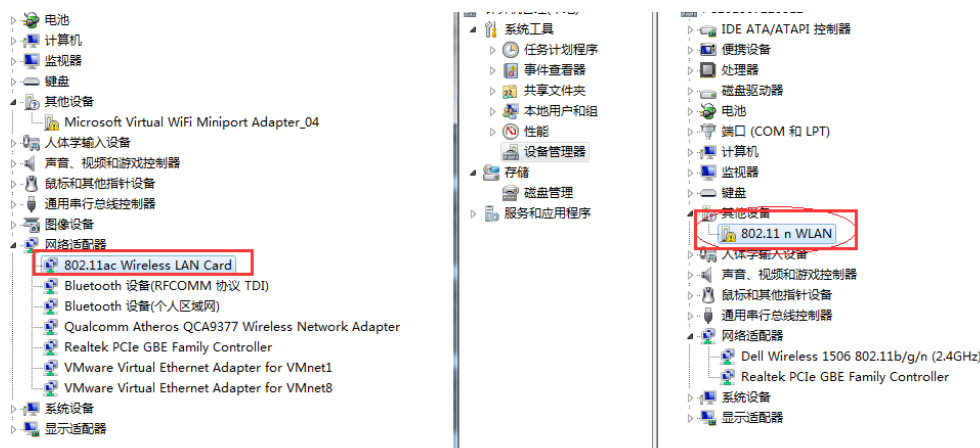 电池
计算机
监视器
键盘
其他设备
Microsoft Virtual WiFi Miniport Adapter_04
人体学输入设备
声音、视频和游戏控制器
鼠标和其他指针设备
通用串行总线控制器
图像设备
网络适配器
802.11ac Wireless LAN Card
Bluetooth 设备(RFCOMM 协议 TDI)
Bluetooth 设备(个人区域网)
Qualcomm Atheros QCA9377 Wireless Network Adapter
Realtek PCIe GBE Family Controller
VMware Virtual Ethernet Adapter for VMnet1
VMware Virtual Ethernet Adapter for VMnet8
系统设备
显示适配器
系统工具
任务计划程序
事件查看器
共享文件夹
本地用户和组
性能
设备管理器
存储
磁盘管理
服务和应用程序
IDE ATA/ATAPI 控制器
便携设备
处理器
磁盘驱动器
电池
端口 (COM 和 LPT)
计算机
监视器
键盘
其他设备
802.11 n WLAN
人体学输入设备
声音、视频和游戏控制器
鼠标和其他指针设备
通用串行总线控制器
网络适配器
Dell Wireless 1506 802.11b/g/n (2.4GHz)
Realtek PCIe GBE Family Controller
系统设备
显示适配器